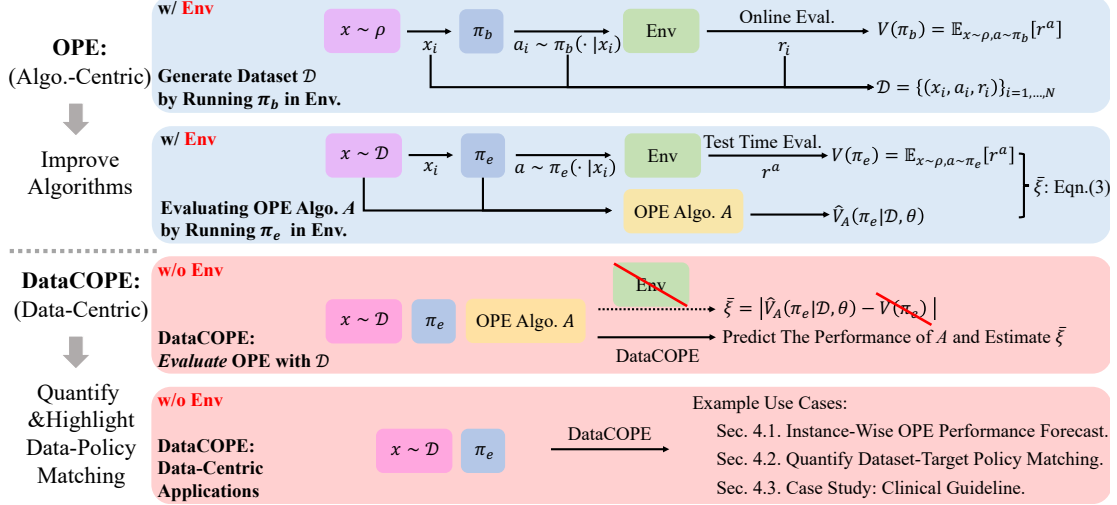 OPE:
(Algo.-Centric)
Improve
Algorithms
w/ Env
x ~ ρ
x_i
π_b
a_i ~ π_b(· |x_i)
Env
Online Eval.
r_i
V(π_b) = 𝔼_{x~ρ,a~π_b}[r^a]
Generate Dataset 𝒟
by Running π_b in Env.
𝒟 = {(x_i, a_i, r_i)}_{i=1,...,N}
w/ Env
x ~ 𝒟
x_i
π_e
a ~ π_e(· |x_i)
Env
Test Time Eval.
r^a
V(π_e) = 𝔼_{x~ρ,a~π_e}[r^a]
ξ̄: Eqn.(3)
Evaluating OPE Algo. A
by Running π_e in Env.
OPE Algo. A
V̂_A(π_e|𝒟, θ)
DataCOPE:
(Data-Centric)
Quantify
&Highlight
Data-Policy
Matching
w/o Env
Env
x ~ 𝒟
π_e
OPE Algo. A
ξ̄ = |V̂_A(π_e|𝒟, θ) − V(π_e) |
DataCOPE:
Evaluate OPE with 𝒟
DataCOPE
Predict The Performance of A and Estimate ξ̄
w/o Env
DataCOPE:
Data-Centric
Applications
x ~ 𝒟
π_e
DataCOPE
Example Use Cases:
Sec. 4.1. Instance-Wise OPE Performance Forecast.
Sec. 4.2. Quantify Dataset-Target Policy Matching.
Sec. 4.3. Case Study: Clinical Guideline.